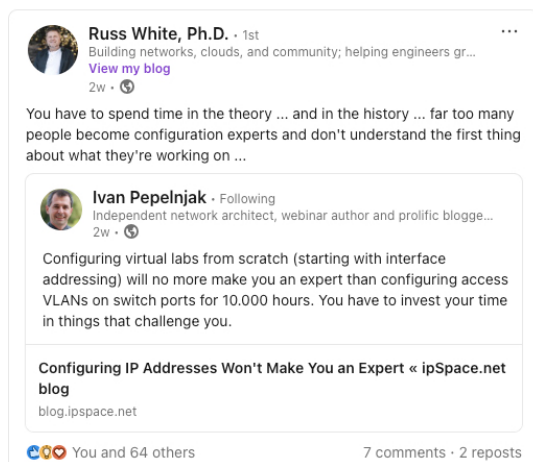 Russ White, Ph.D. · 1st
Building networks, clouds, and community; helping engineers gr...
View my blog
2w ·
You have to spend time in the theory ... and in the history ... far too many
people become configuration experts and don't understand the first thing
about what they're working on ...
Ivan Pepelnjak · Following
Independent network architect, webinar author and prolific blogge...
2w ·
Configuring virtual labs from scratch (starting with interface
addressing) will no more make you an expert than configuring access
VLANs on switch ports for 10.000 hours. You have to invest your time
in things that challenge you.
Configuring IP Addresses Won't Make You an Expert « ipSpace.net
blog
blog.ipspace.net
You and 64 others
7 comments · 2 reposts